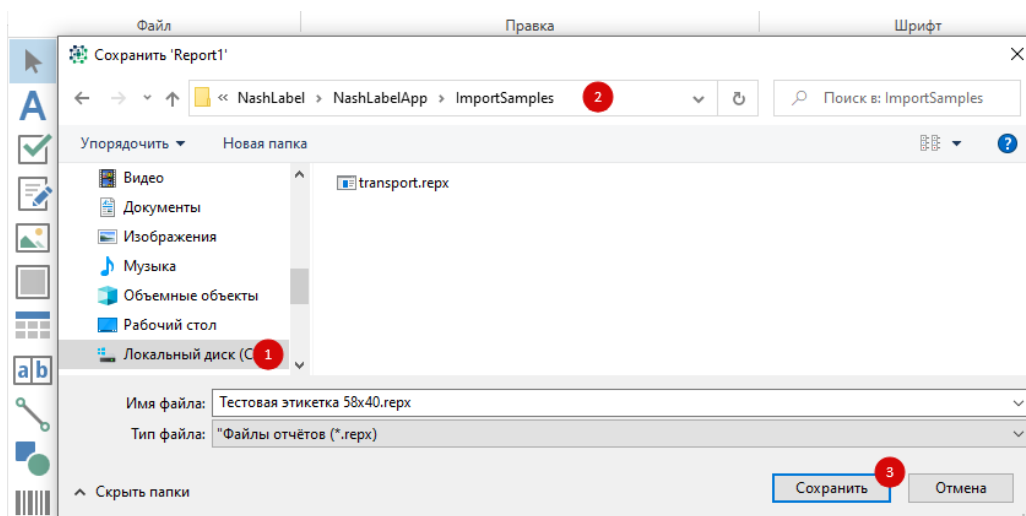 Файл Правка Шрифт
Сохранить 'Report1'
« NashLabel › NashLabelApp › ImportSamples 2 Поиск в: ImportSamples
Упорядочить Новая папка ?
Видео
transport.repx
Документы
Изображения
Музыка
Объемные объекты
Рабочий стол
Локальный диск (C 1
A
a b
Имя файла: Тестовая этикетка 58x40.repx
Тип файла: "Файлы отчётов (*.repx)
Скрыть папки Сохранить 3 Отмена